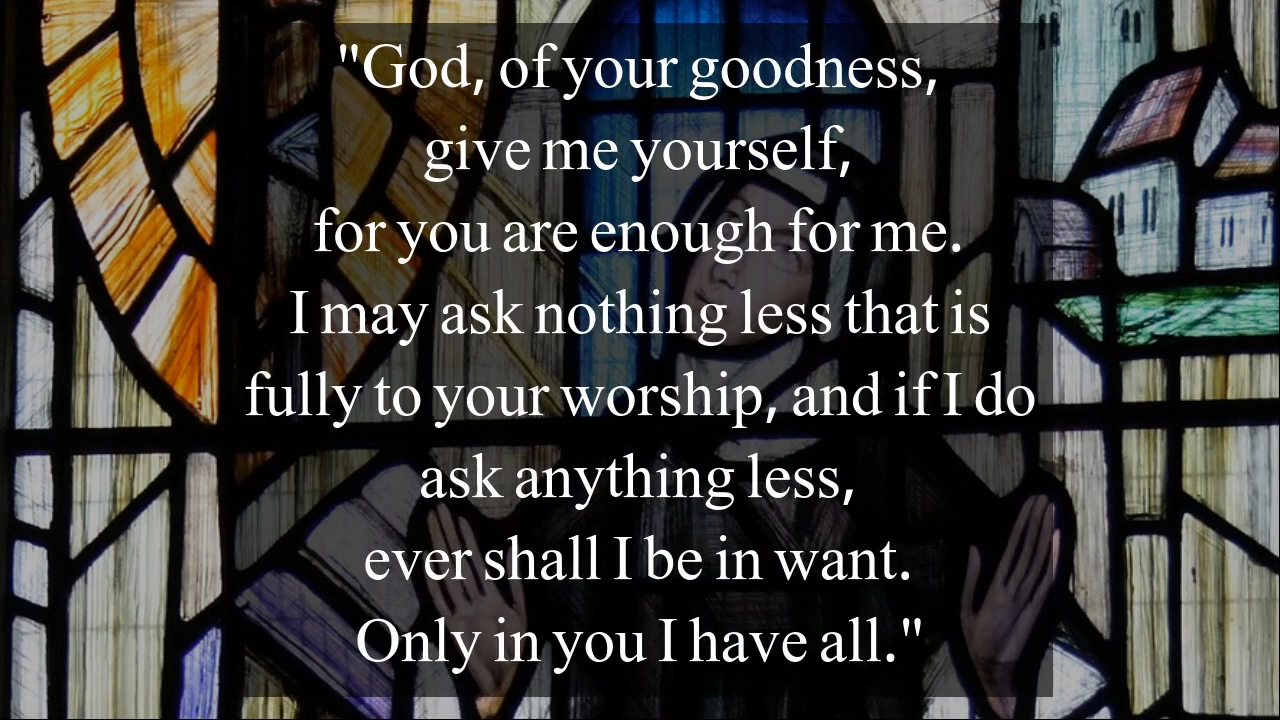 "God, of your goodness,
give me yourself,
for you are enough for me.
I may ask nothing less that is
fully to your worship, and if I do
ask anything less,
ever shall I be in want.
Only in you I have all."